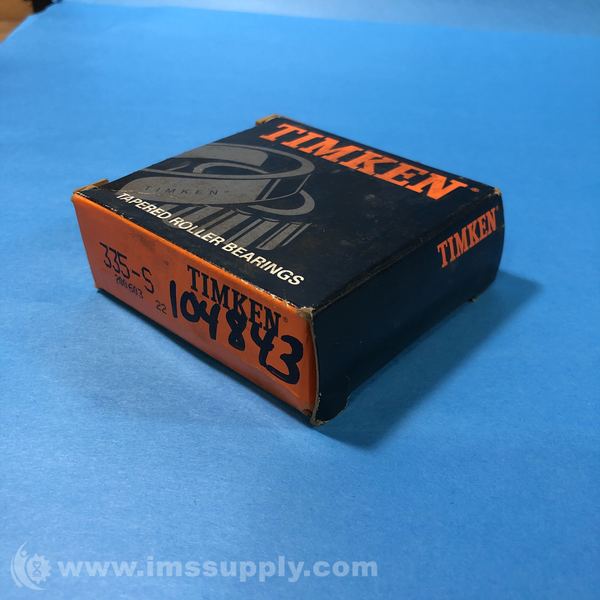 TIMKEN®
TIMKEN®
TAPERED ROLLER BEARINGS
TIMKEN®
335-S
TIMKEN®
22
104843
www.imssupply.com